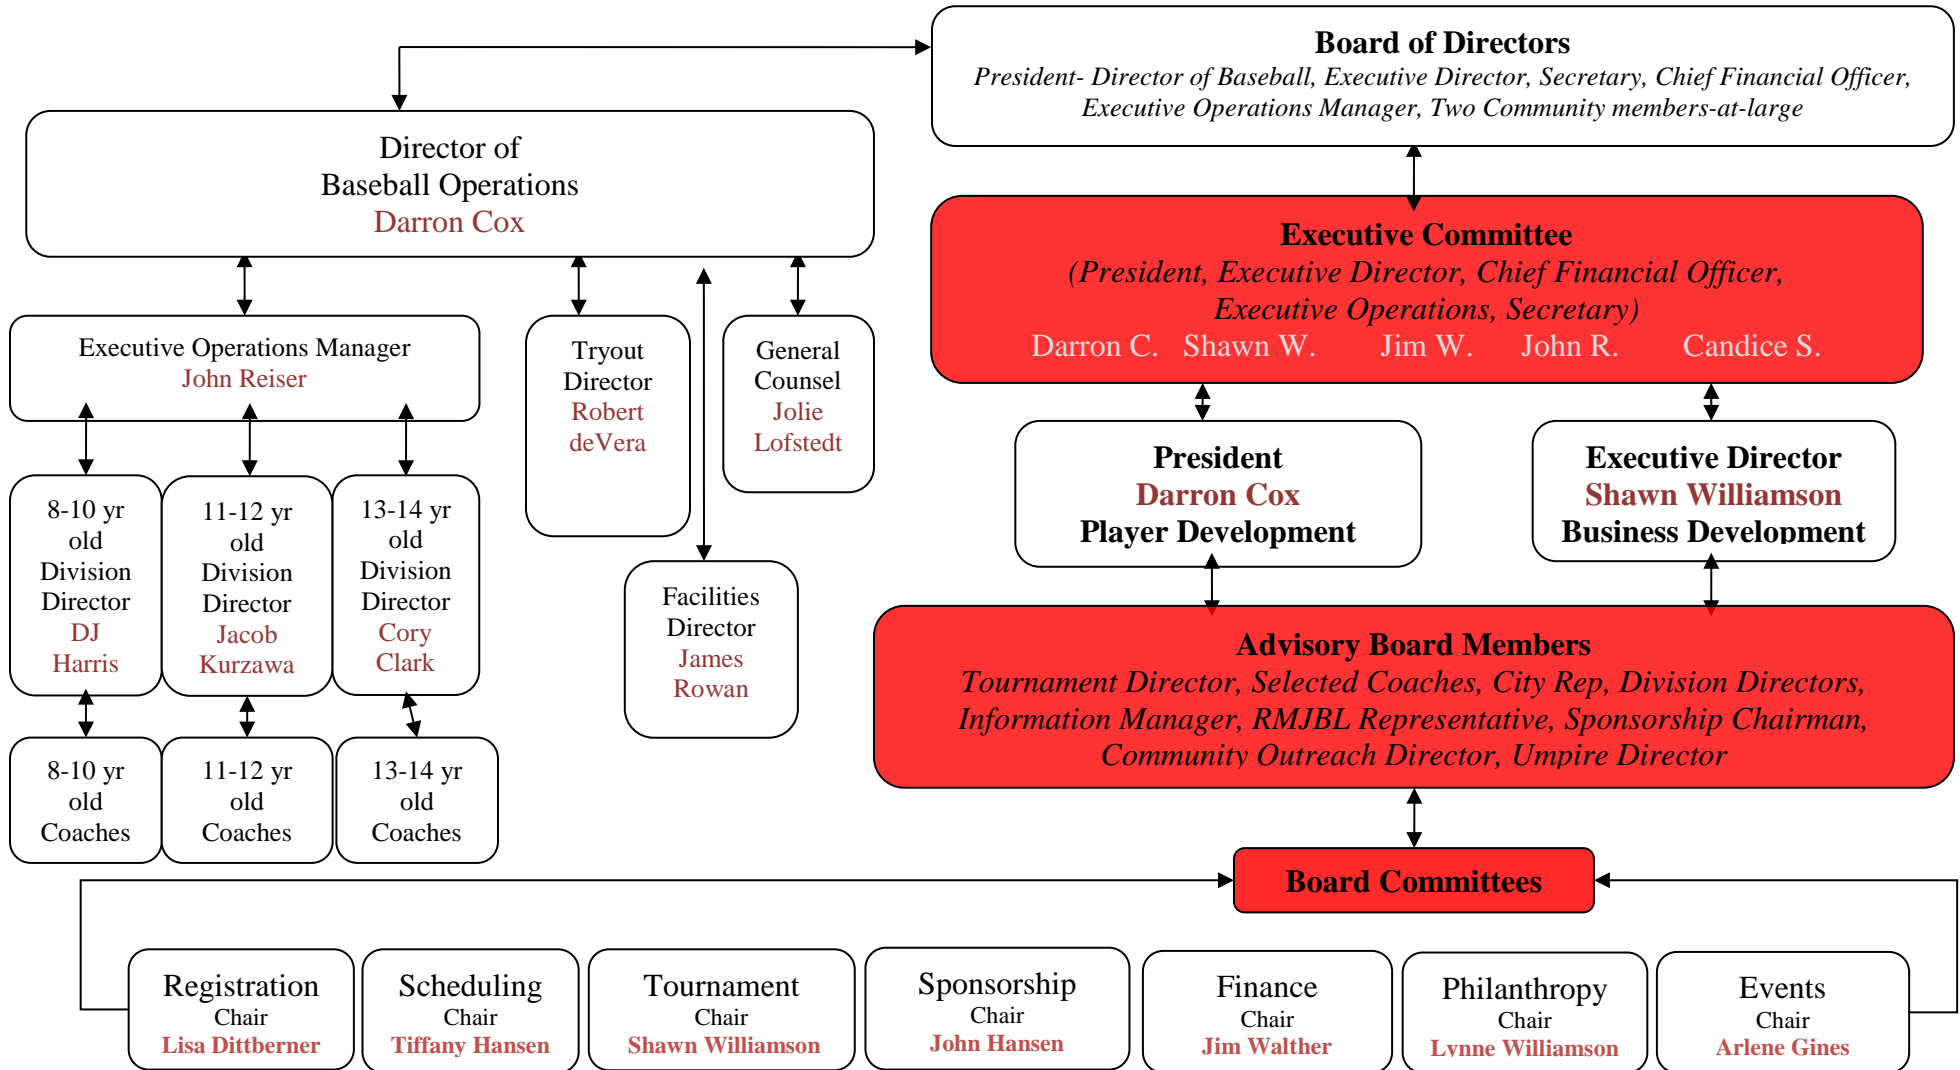 Board of Directors
President- Director of Baseball, Executive Director, Secretary, Chief Financial Officer,
Executive Operations Manager, Two Community members-at-large
Director of
Baseball Operations
Darron Cox
Executive Committee
(President, Executive Director, Chief Financial Officer,
Executive Operations, Secretary)
Darron C. Shawn W. Jim W. John R. Candice S.
Executive Operations Manager
John Reiser
Tryout
Director
Robert
deVera
General
Counsel
Jolie
Lofstedt
President
Darron Cox
Player Development
Executive Director
Shawn Williamson
Business Development
8-10 yr
old
Division
Director
DJ
Harris
11-12 yr
old
Division
Director
Jacob
Kurzawa
13-14 yr
old
Division
Director
Cory
Clark
Facilities
Director
James
Rowan
Advisory Board Members
Tournament Director, Selected Coaches, City Rep, Division Directors,
Information Manager, RMJBL Representative, Sponsorship Chairman,
Community Outreach Director, Umpire Director
8-10 yr
old
Coaches
11-12 yr
old
Coaches
13-14 yr
old
Coaches
Board Committees
Registration
Chair
Lisa Dittberner
Scheduling
Chair
Tiffany Hansen
Tournament
Chair
Shawn Williamson
Sponsorship
Chair
John Hansen
Finance
Chair
Jim Walther
Philanthropy
Chair
Lynne Williamson
Events
Chair
Arlene Gines